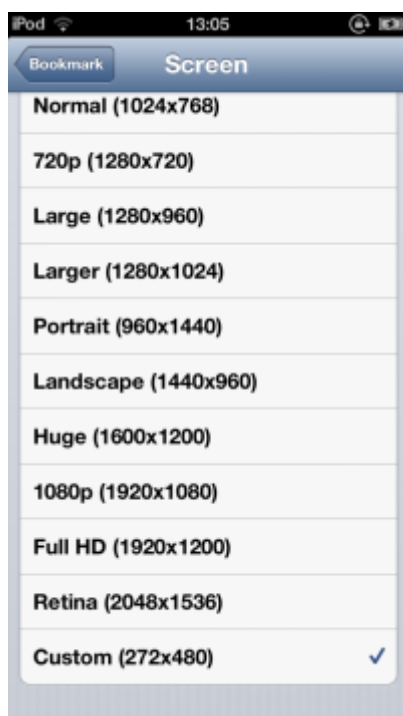 iPod 13:05
Bookmark Screen
Normal (1024x768)
720p (1280x720)
Large (1280x960)
Larger (1280x1024)
Portrait (960x1440)
Landscape (1440x960)
Huge (1600x1200)
1080p (1920x1080)
Full HD (1920x1200)
Retina (2048x1536)
Custom (272x480)